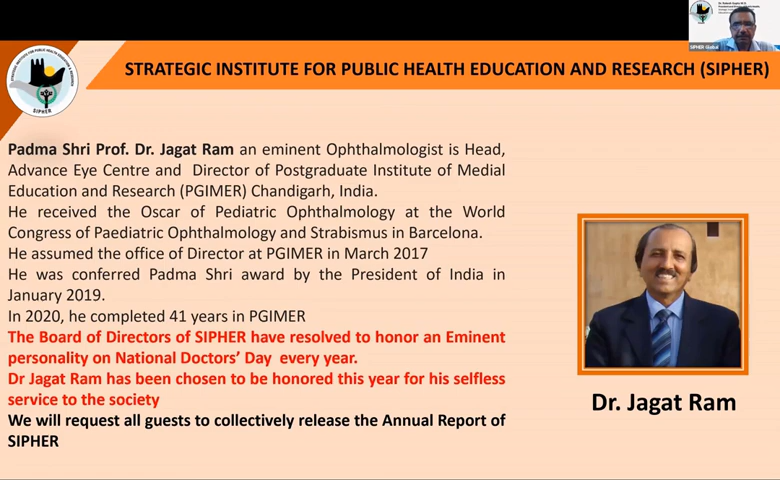 SIPHER Global
STRATEGIC INSTITUTE FOR PUBLIC HEALTH EDUCATION AND RESEARCH (SIPHER)
STRATEGIC INSTITUTE FOR PUBLIC HEALTH EDUCATION & RESEARCH
SIPHER
Padma Shri Prof. Dr. Jagat Ram an eminent Ophthalmologist is Head,
Advance Eye Centre and Director of Postgraduate Institute of Medial
Education and Research (PGIMER) Chandigarh, India.
He received the Oscar of Pediatric Ophthalmology at the World
Congress of Paediatric Ophthalmology and Strabismus in Barcelona.
He assumed the office of Director at PGIMER in March 2017
He was conferred Padma Shri award by the President of India in
January 2019.
In 2020, he completed 41 years in PGIMER
The Board of Directors of SIPHER have resolved to honor an Eminent
personality on National Doctors' Day every year.
Dr Jagat Ram has been chosen to be honored this year for his selfless
service to the society
We will request all guests to collectively release the Annual Report of
SIPHER
Dr. Jagat Ram